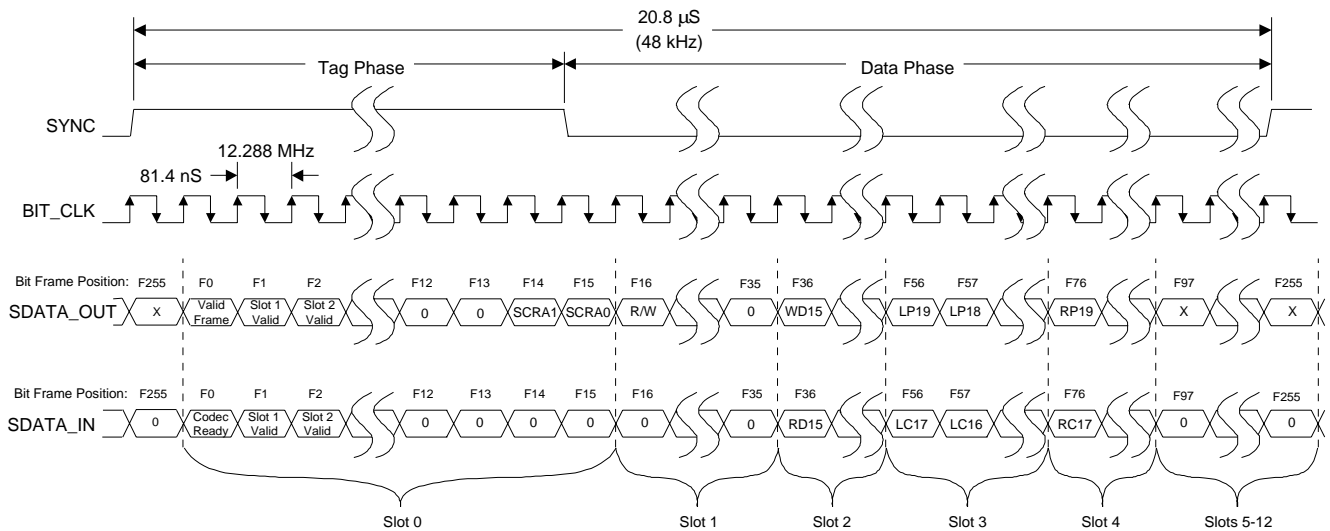 20.8 µS
(48 kHz)
Tag Phase
Data Phase
SYNC
12.288 MHz
81.4 nS
BIT_CLK
Bit Frame Position: F255 F0 F1 F2 F12 F13 F14 F15 F16 F35 F36 F56 F57 F76 F97 F255
SDATA_OUT X Valid Frame Slot 1 Valid Slot 2 Valid 0 0 SCRA1 SCRA0 R/W 0 WD15 LP19 LP18 RP19 X X
Bit Frame Position: F255 F0 F1 F2 F12 F13 F14 F15 F16 F35 F36 F56 F57 F76 F97 F255
SDATA_IN 0 Codec Ready Slot 1 Valid Slot 2 Valid 0 0 0 0 0 0 RD15 LC17 LC16 RC17 0 0
Slot 0 Slot 1 Slot 2 Slot 3 Slot 4 Slots 5-12